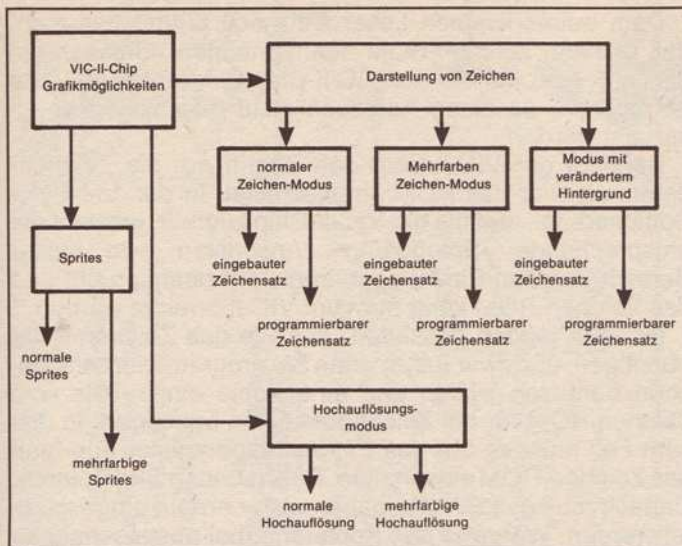 VIC-II-Chip
Grafikmöglichkeiten
Darstellung von Zeichen
normaler
Zeichen-Modus
Mehrfarben
Zeichen-Modus
Modus mit
verändertem
Hintergrund
Sprites
eingebauter
Zeichensatz
eingebauter
Zeichensatz
eingebauter
Zeichensatz
programmierbarer
Zeichensatz
programmierbarer
Zeichensatz
programmierbarer
Zeichensatz
normale
Sprites
mehrfarbige
Sprites
Hochauflösungs-
modus
normale
Hochauflösung
mehrfarbige
Hochauflösung